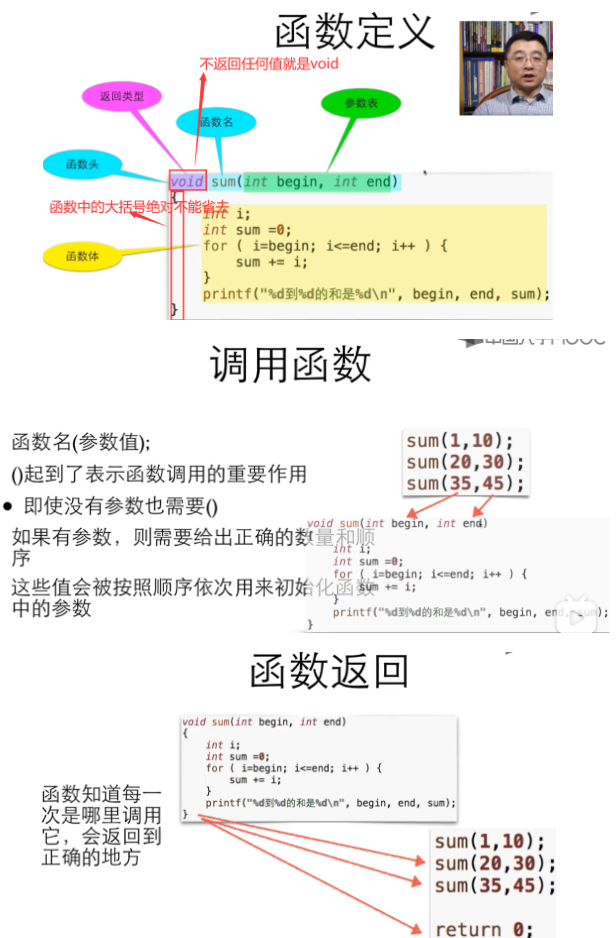 函数定义
不返回任何值就是void
返回类型
函数名
参数表
函数头
void sum(int begin, int end)
{
函数中的大括号绝对不能省去
int i;
int sum =0;
for ( i=begin; i<=end; i++ ) {
sum += i;
}
函数体
printf("%d到%d的和是%d\n", begin, end, sum);
}
调用函数
函数名(参数值);
()起到了表示函数调用的重要作用
• 即使没有参数也需要()
如果有参数，则需要给出正确的数量和顺
序
这些值会被按照顺序依次用来初始化函数
中的参数
sum(1,10);
sum(20,30);
sum(35,45);
void sum(int begin, int end)
{
int i;
int sum =0;
for ( i=begin; i<=end; i++ ) {
sum += i;
}
printf("%d到%d的和是%d\n", begin, end, sum);
}
函数返回
void sum(int begin, int end)
{
int i;
int sum =0;
for ( i=begin; i<=end; i++ ) {
sum += i;
}
printf("%d到%d的和是%d\n", begin, end, sum);
}
函数知道每一
次是哪里调用
它，会返回到
正确的地方
sum(1,10);
sum(20,30);
sum(35,45);
return 0;